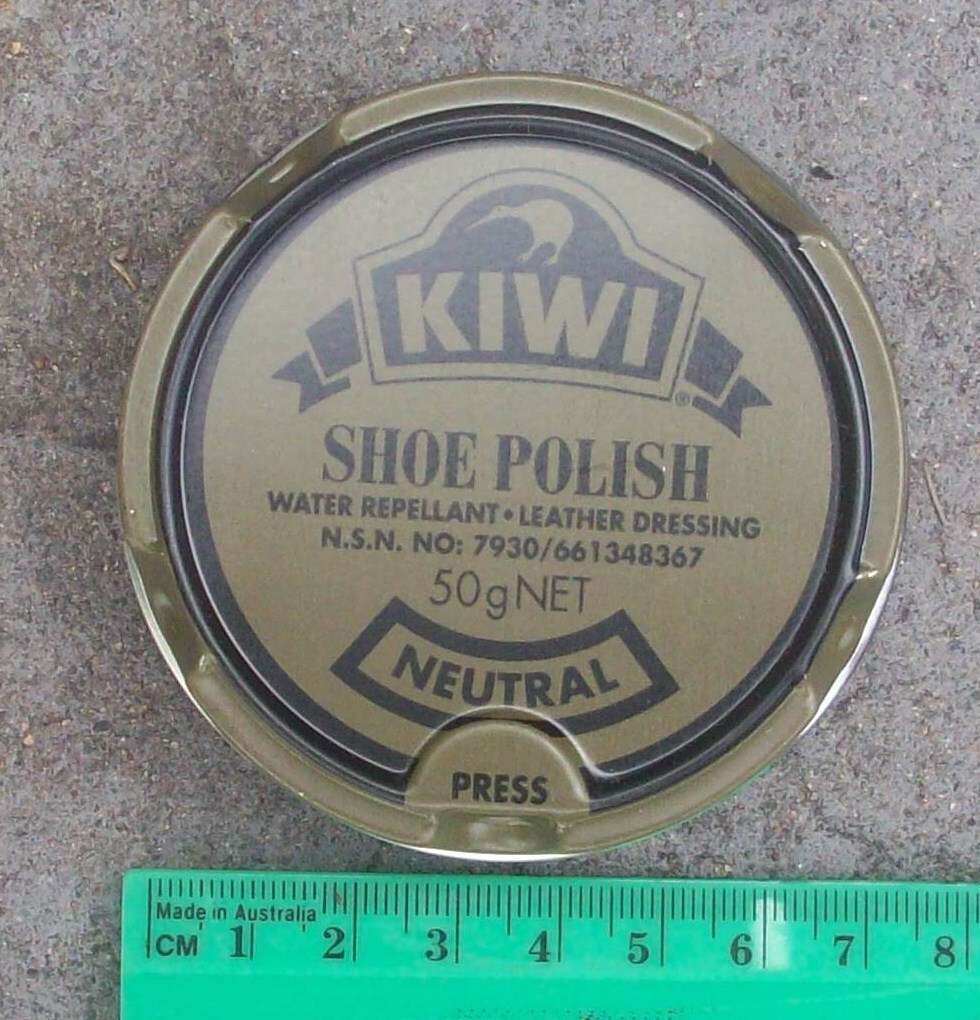 KIWI
®
SHOE POLISH
WATER REPELLANT • LEATHER DRESSING
N.S.N. NO: 7930/661348367
50g NET
NEUTRAL
PRESS
Made in Australia
CM 1 2 3 4 5 6 7 8